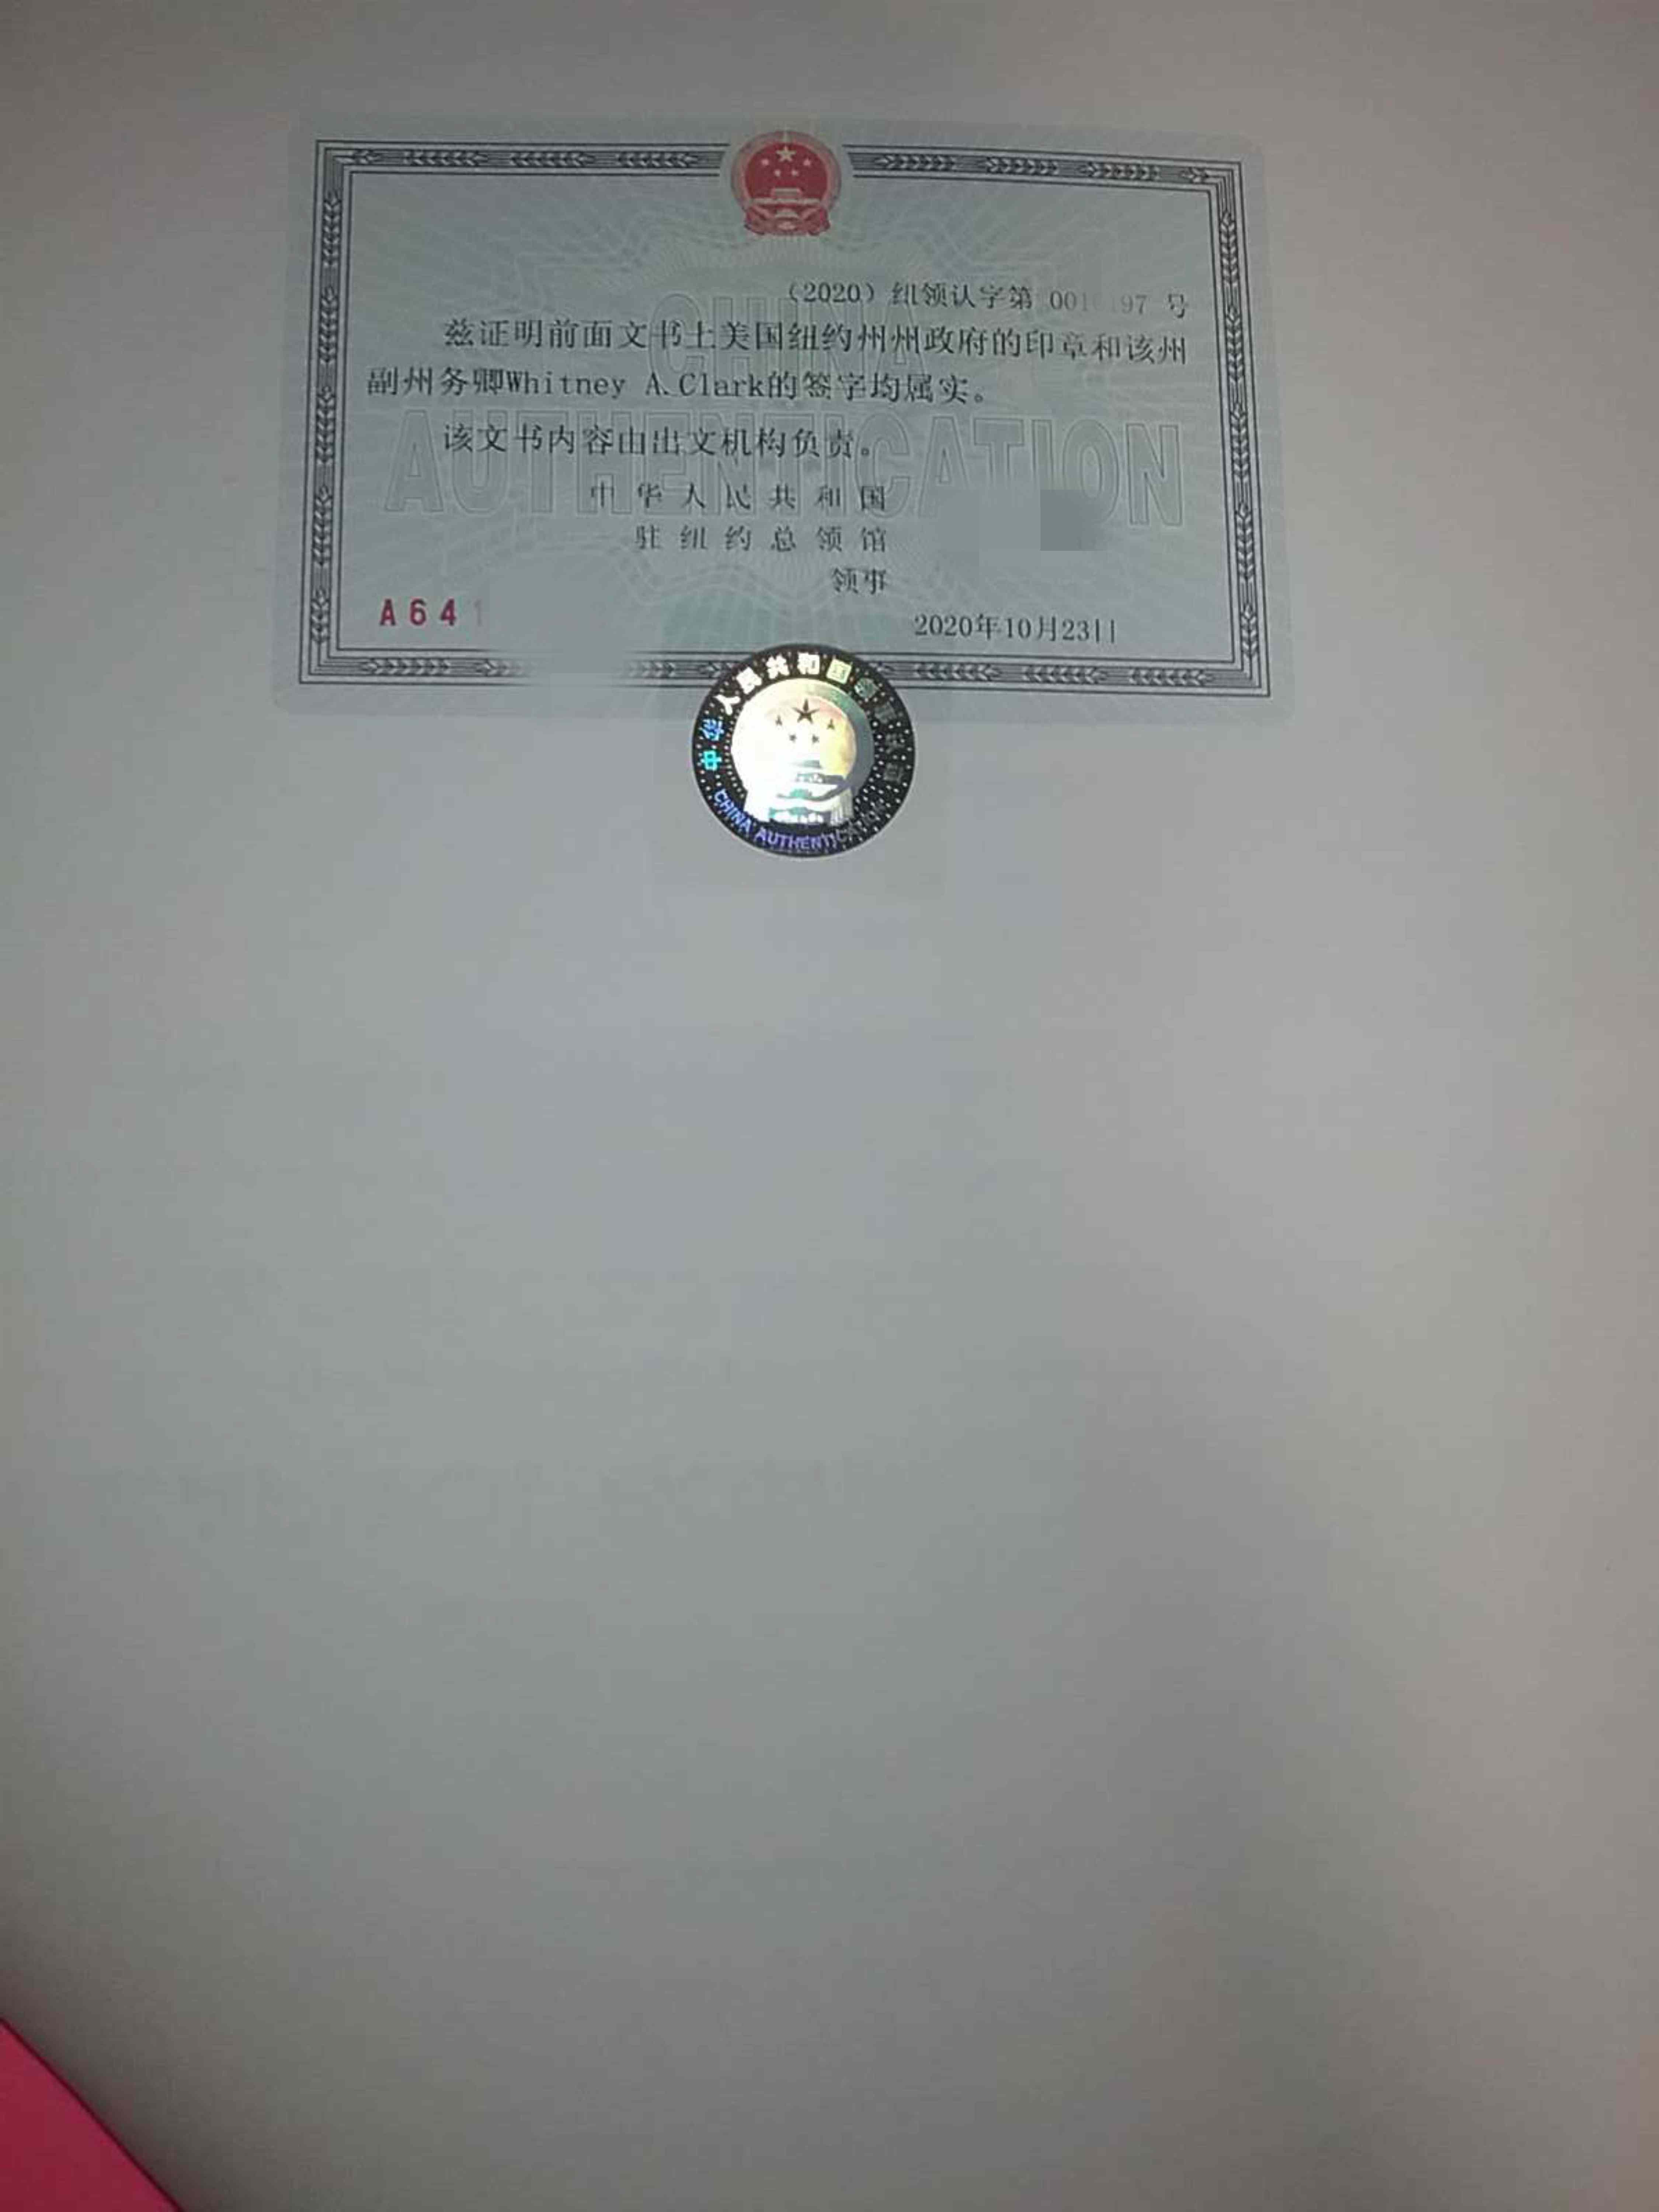 （2020）纽领认字第 001 97 号
兹证明前面文书上美国纽约州州政府的印章和该州
副州务卿Whitney A.Clark的签字均属实。
该文书内容由出文机构负责。
中华人民共和国
驻纽约总领馆
领事
A641
2020年10月23日
CHINA
AUTHENTICATION
中华人民共和国
CHINA AUTHENTICATION